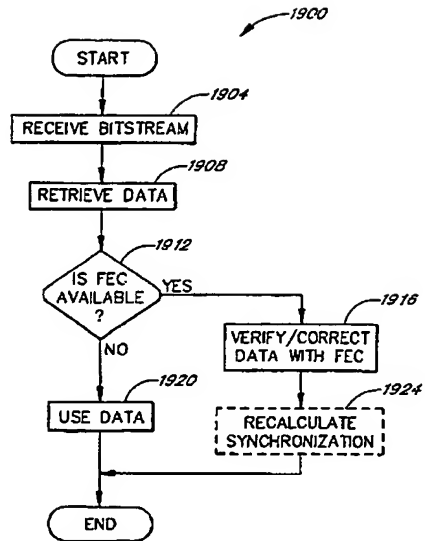 1900
START
1904
RECEIVE BITSTREAM
1908
RETRIEVE DATA
1912
IS FEC
AVAILABLE
?
YES
NO
1916
VERIFY/CORRECT
DATA WITH FEC
1920
USE DATA
1924
RECALCULATE
SYNCHRONIZATION
END